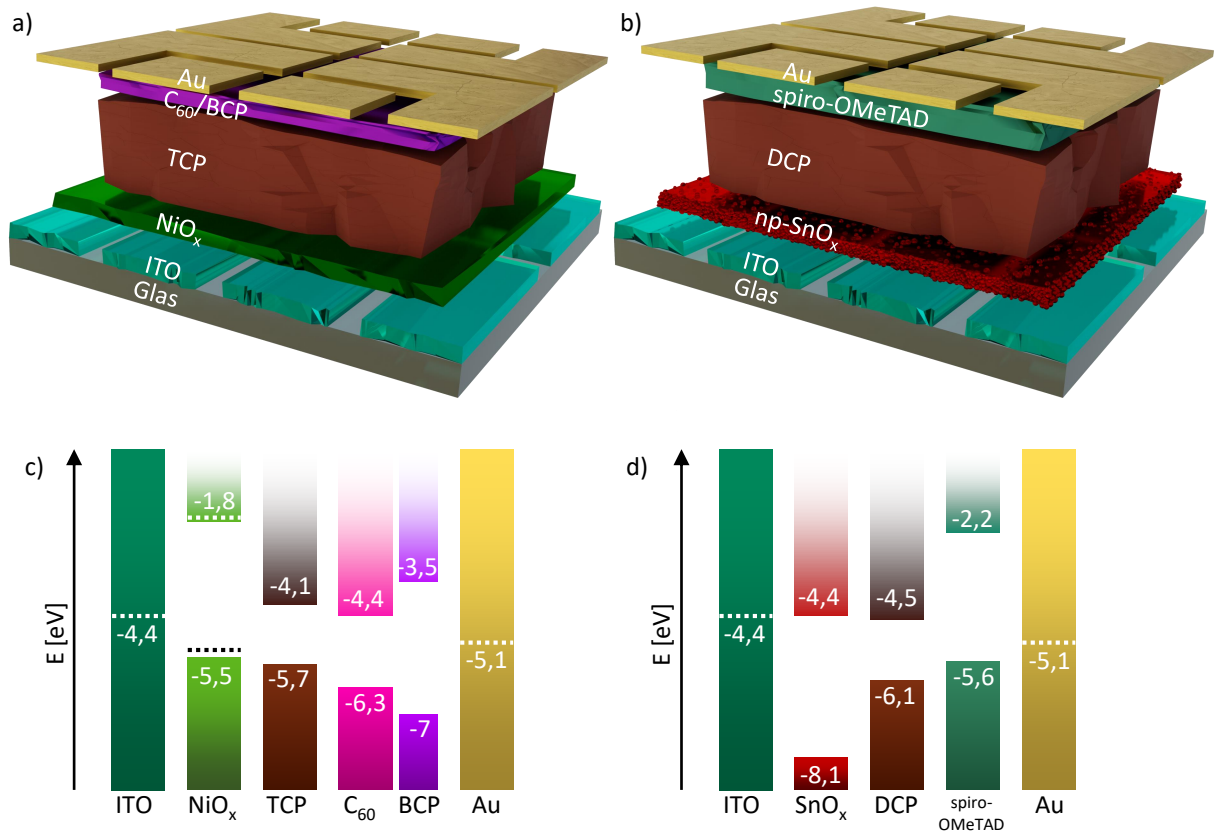 a)
Au
C₆₀/BCP
TCP
NiOₓ
ITO
Glas
b)
Au
spiro-OMeTAD
DCP
np-SnOₓ
ITO
Glas
c)
E [eV]
-1,8
-3,5
-4,1
-4,4
-4,4
-5,1
-5,5
-5,7
-6,3
-7
ITO NiOₓ TCP C₆₀ BCP Au
d)
E [eV]
-2,2
-4,4
-4,5
-4,4
-5,1
-5,6
-6,1
-8,1
ITO SnOₓ DCP spiro- Au
OMeTAD